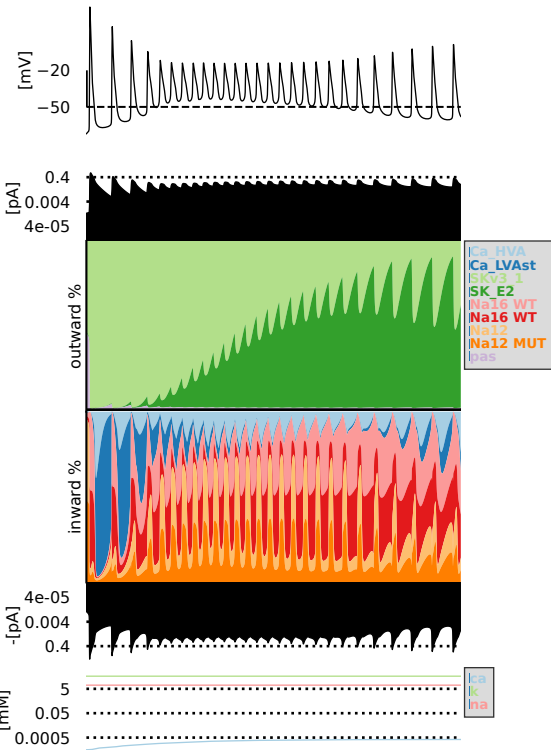 [mV]
−20
−50
[pA]
0.4
0.004
4e-05
outward %
Ca_HVA
Ca_LVAst
SKv3_1
SK_E2
Na16 WT
Na16 WT
Na12
Na12 MUT
pas
inward %
-[pA]
4e-05
0.004
0.4
[mM]
5
0.05
0.0005
ca
k
na